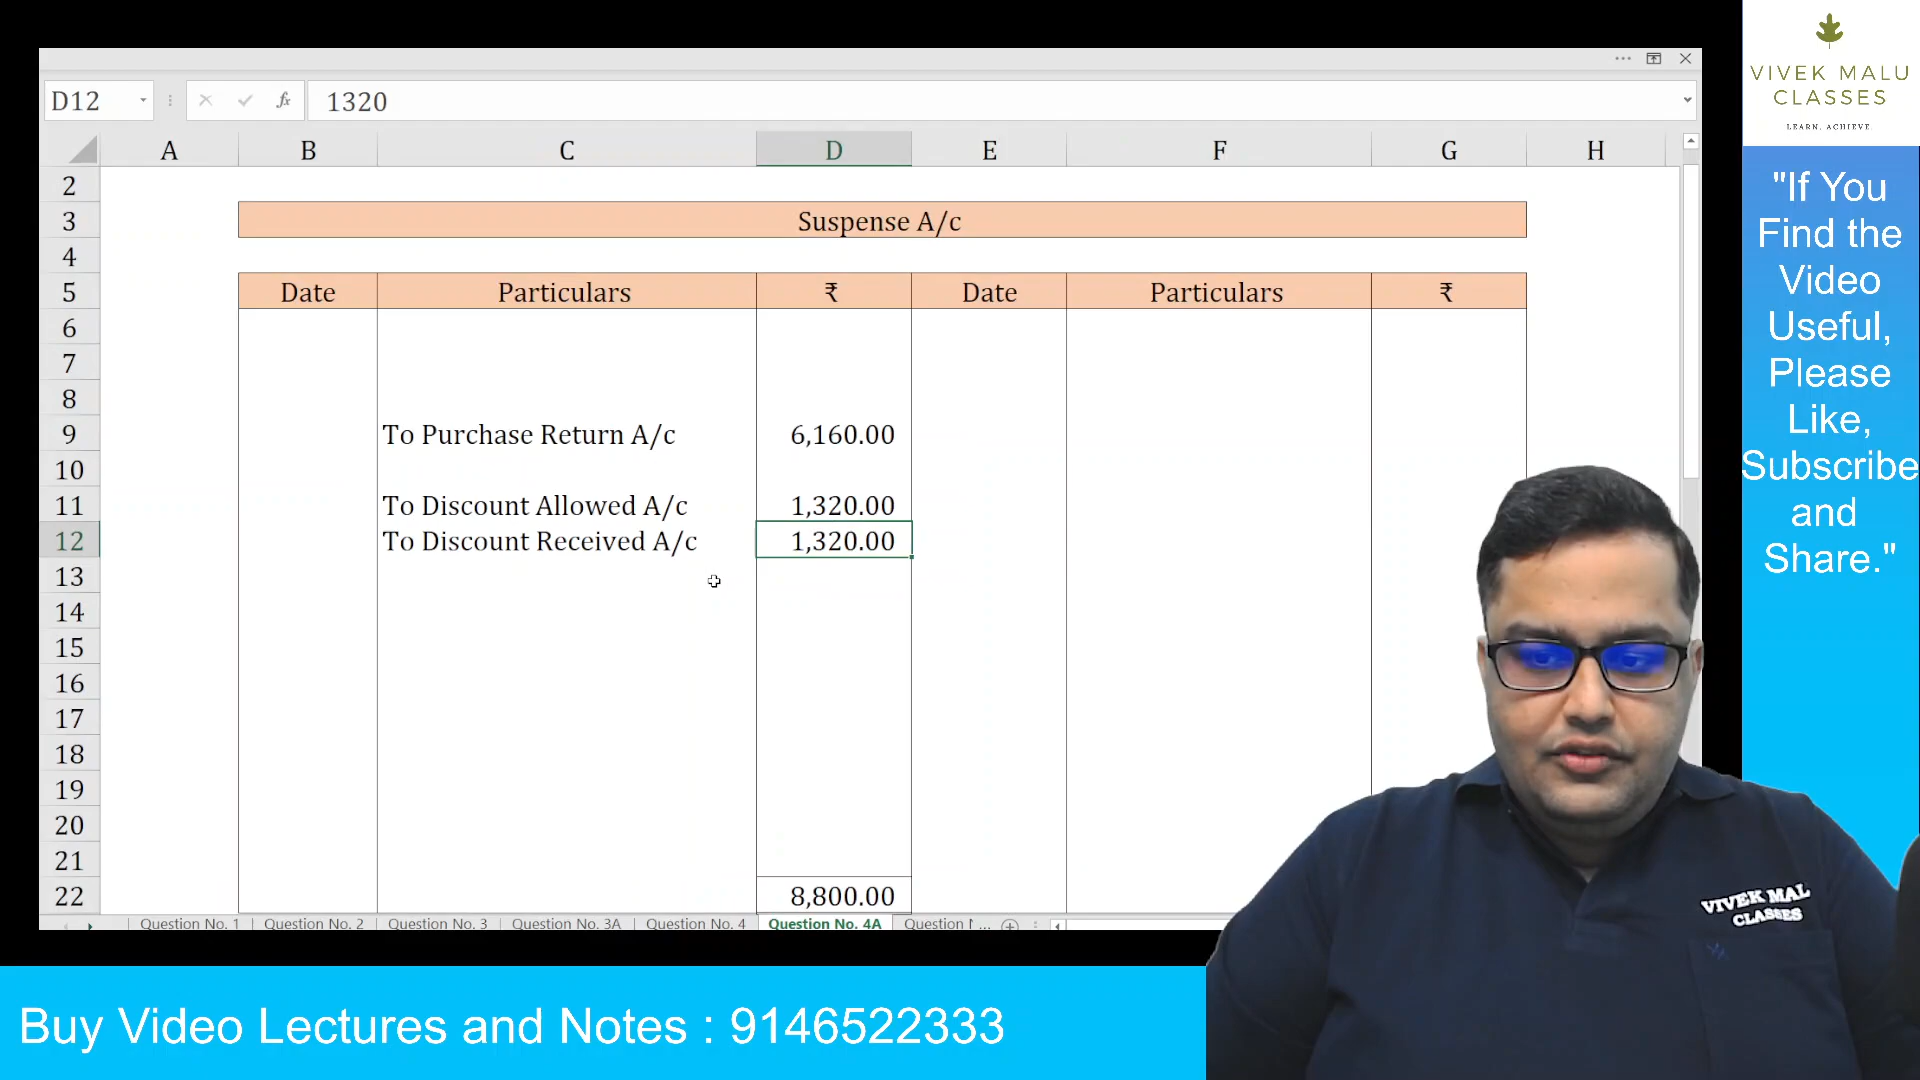 D12
fx
1320
A B C D E F G H
2
3 Suspense A/c
4
5 Date Particulars ₹ Date Particulars ₹
6
7
8
9 To Purchase Return A/c 6,160.00
10
11 To Discount Allowed A/c 1,320.00
12 To Discount Received A/c 1,320.00
13
14
15
16
17
18
19
20
21
22 8,800.00
Question No. 1 Question No. 2 Question No. 3 Question No. 3A Question No. 4 Question No. 4A Question N ...
VIVEK MALU
CLASSES
LEARN. ACHIEVE.
"If You
Find the
Video
Useful,
Please
Like,
Subscribe
and
Share."
VIVEK MAL
CLASSES
Buy Video Lectures and Notes : 9146522333